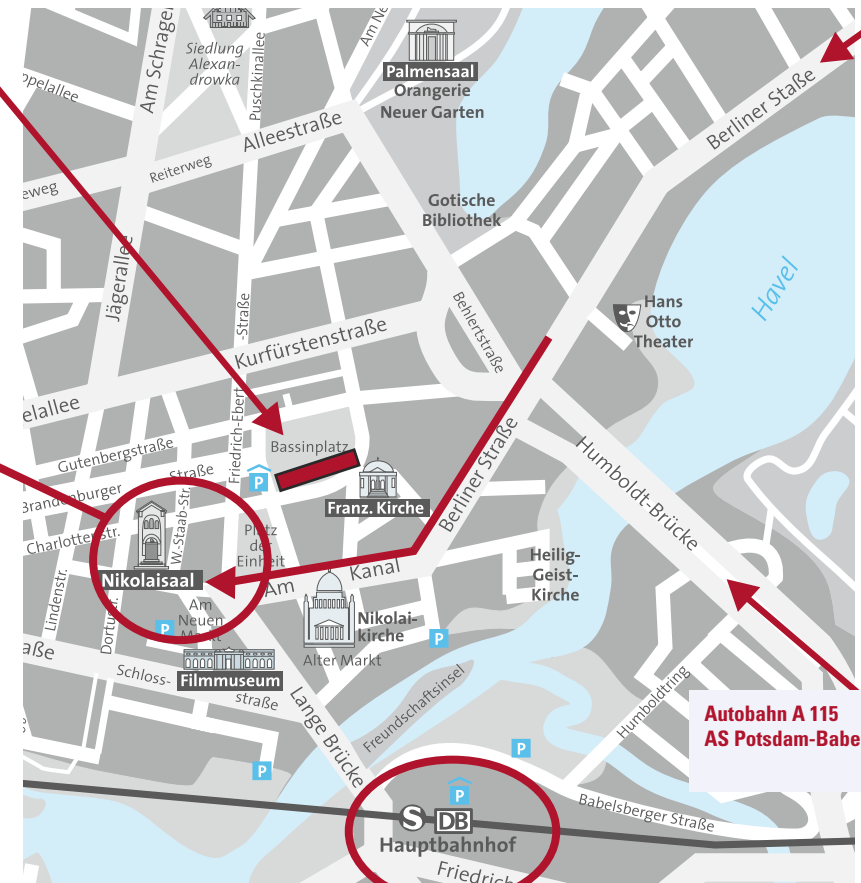 Siedlung
Alexan-
drowka
Am Schragen
Puschkinallee
Am Ne
Palmensaal
Orangerie
Neuer Garten
Berliner Staße
ppelallee
Alleestraße
Reiterweg
eweg
Gotische
Bibliothek
Havel
Jägerallee
-Straße
Hans
Otto
Theater
Behlertstraße
Kurfürstenstraße
elallee
Friedrich-Ebert
Bassinplatz
Gutenbergstraße
Straße
Brandenburger
P
Franz. Kirche
Berliner Straße
Humboldt-Brücke
Charlottenstr.
W.-Staab-Str.
Platz
der
Einheit
Heilig-
Geist-
Kirche
Nikolaisaal
Am
Kanal
Lindenstr.
Dortustr.
Am
Neuen
Markt
P
Nikolai-
kirche
P
aße
Alter Markt
Schloss-
straße
Filmmuseum
Lange Brücke
Freundschaftsinsel
Humboldtring
Autobahn A 115
AS Potsdam-Babe
P
P
P
Babelsberger Straße
S DB
Hauptbahnhof
Friedrich